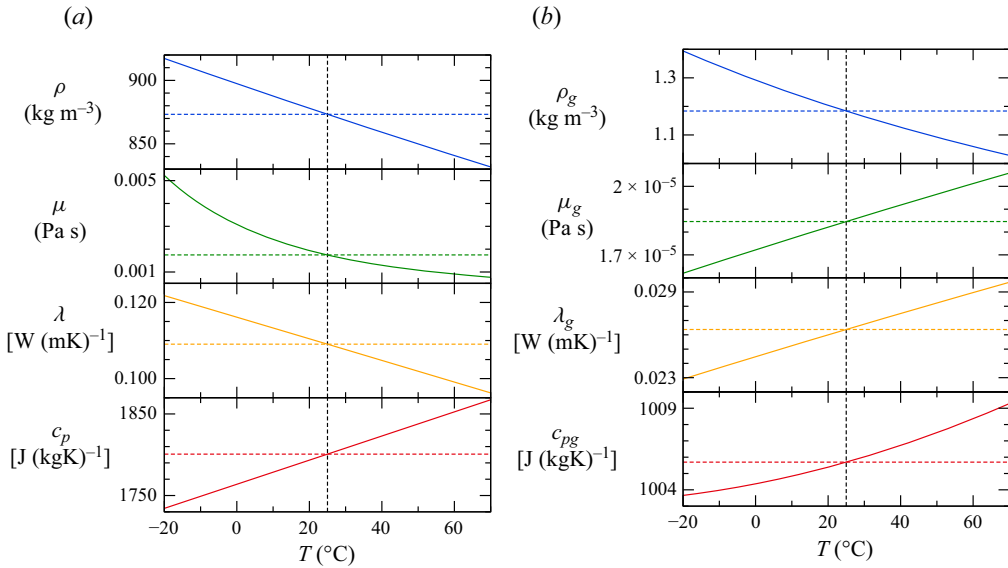 (a)
ρ
(kg m⁻³)
900
850
μ
(Pa s)
0.005
0.001
λ
[W (mK)⁻¹]
0.120
0.100
c_p
[J (kgK)⁻¹]
1850
1750
−20 0 20 40 60
T (°C)
(b)
ρ_g
(kg m⁻³)
1.3
1.1
μ_g
(Pa s)
2 × 10⁻⁵
1.7 × 10⁻⁵
λ_g
[W (mK)⁻¹]
0.029
0.023
c_pg
[J (kgK)⁻¹]
1009
1004
−20 0 20 40 60
T (°C)